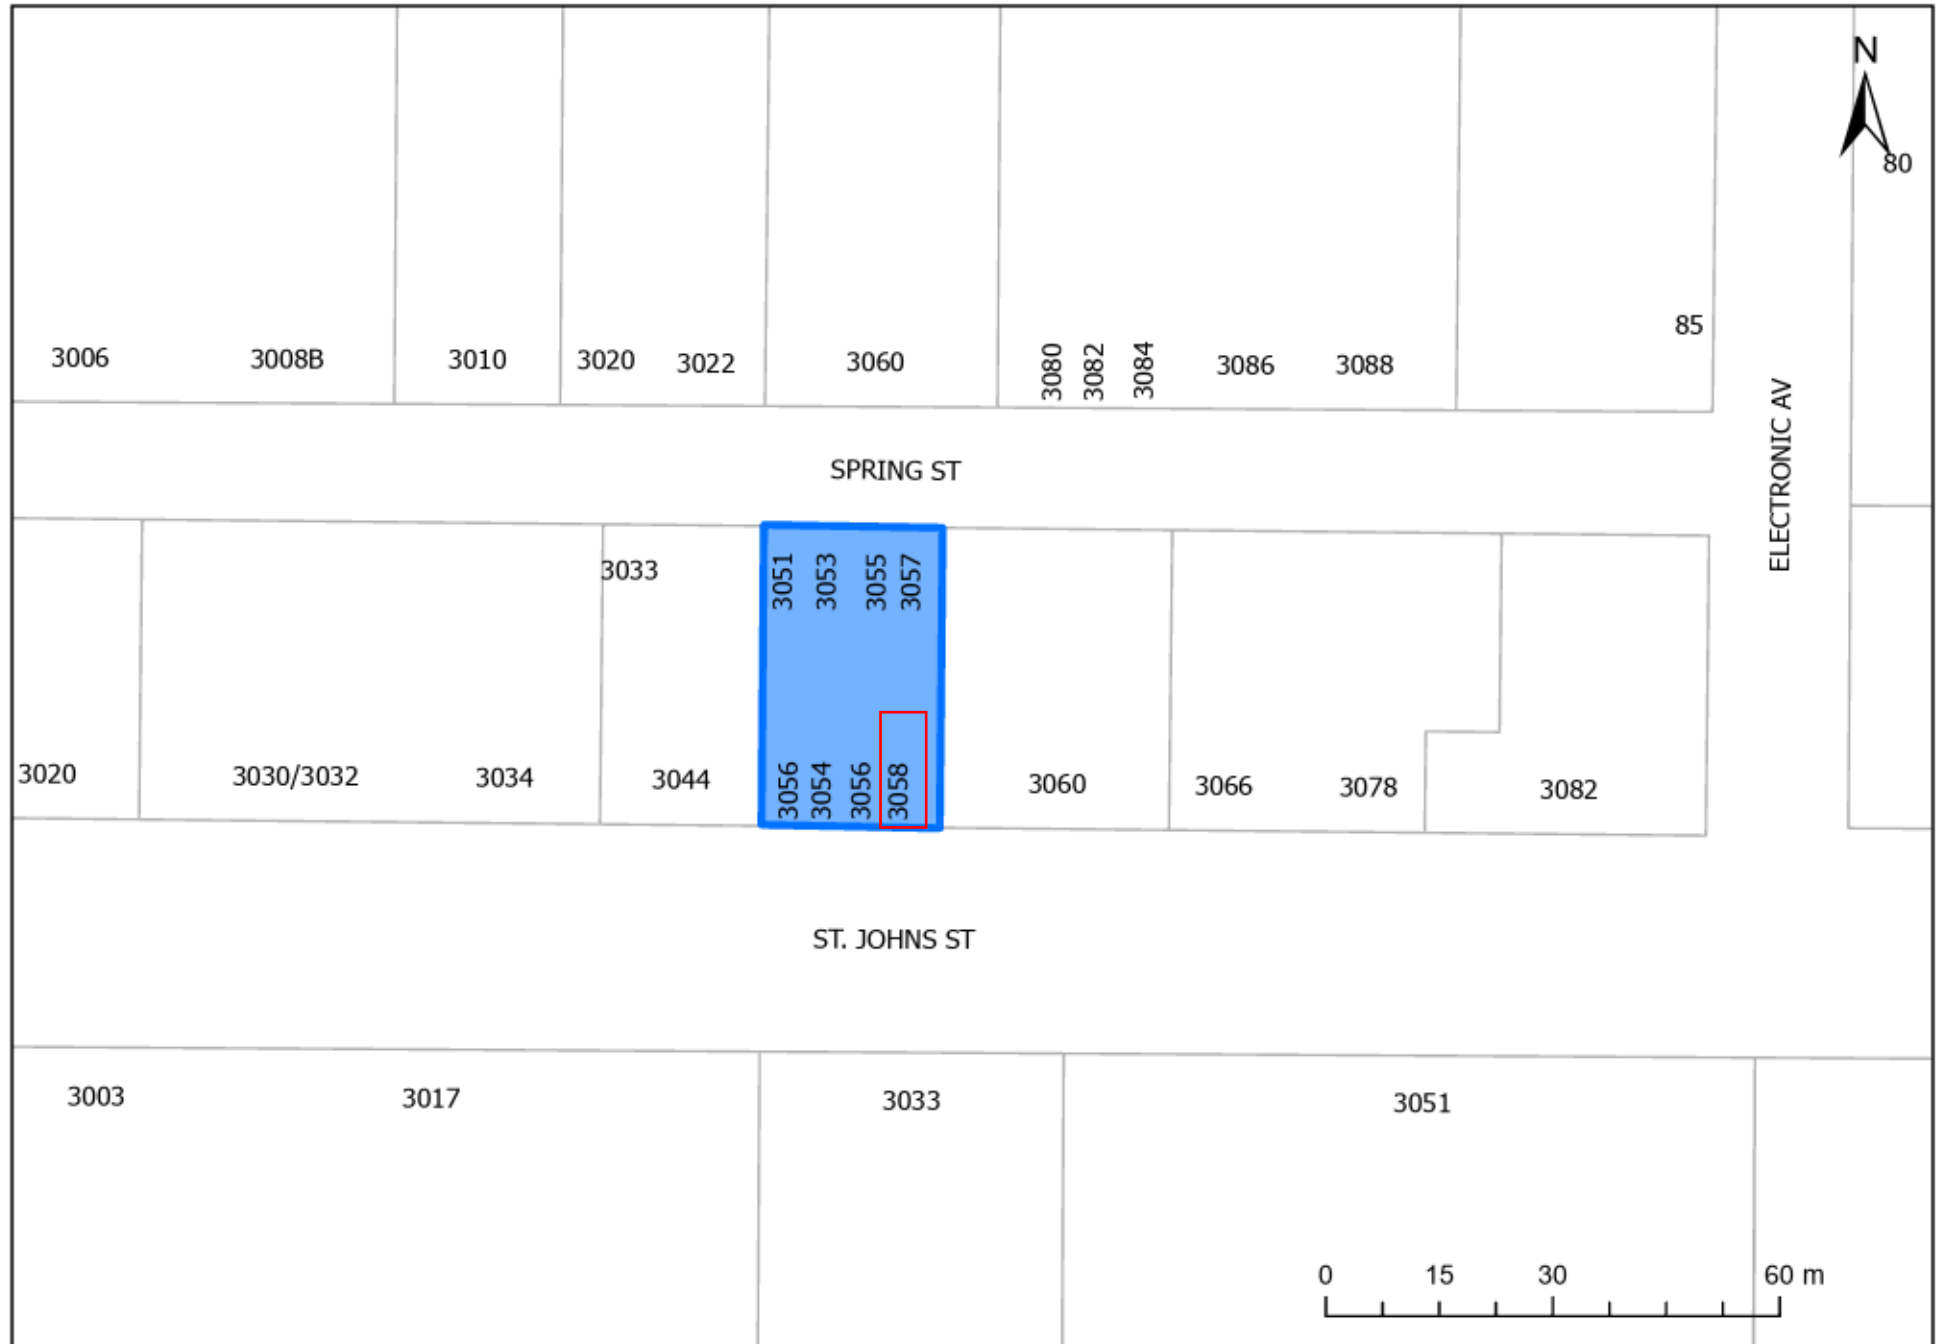 N
80
85
3006 3008B 3010 3020 3022 3060 3080 3082 3084 3086 3088
ELECTRONIC AV
SPRING ST
3033
3051 3053 3055 3057
3020 3030/3032 3034 3044 3056 3054 3056 3058 3060 3066 3078 3082
ST. JOHNS ST
3003 3017 3033 3051
0 15 30 60 m